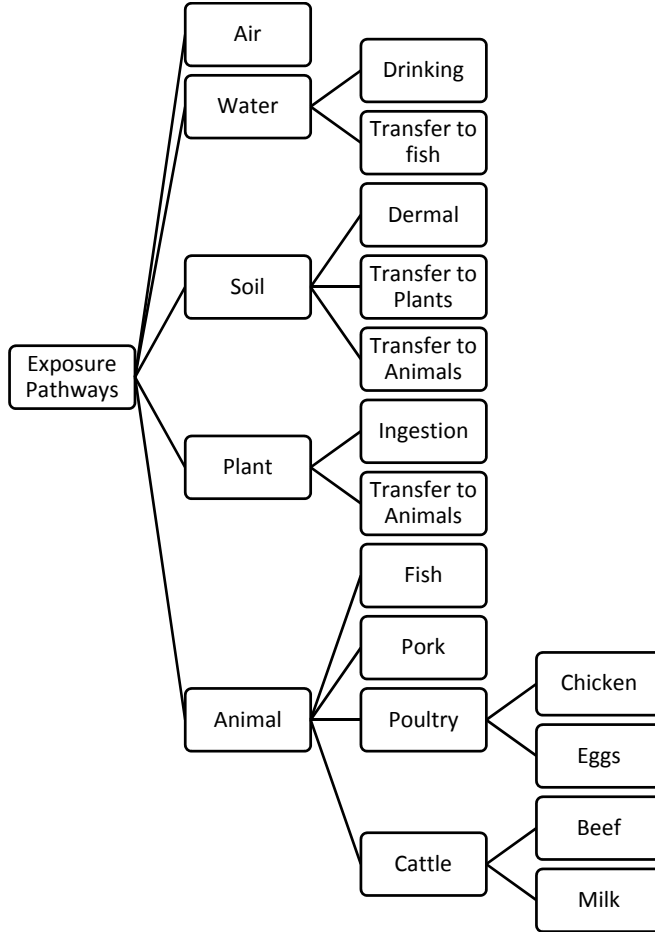 Air
Water
Drinking
Transfer to
fish
Soil
Dermal
Transfer to
Plants
Transfer to
Animals
Exposure
Pathways
Plant
Ingestion
Transfer to
Animals
Animal
Fish
Pork
Poultry
Chicken
Eggs
Cattle
Beef
Milk